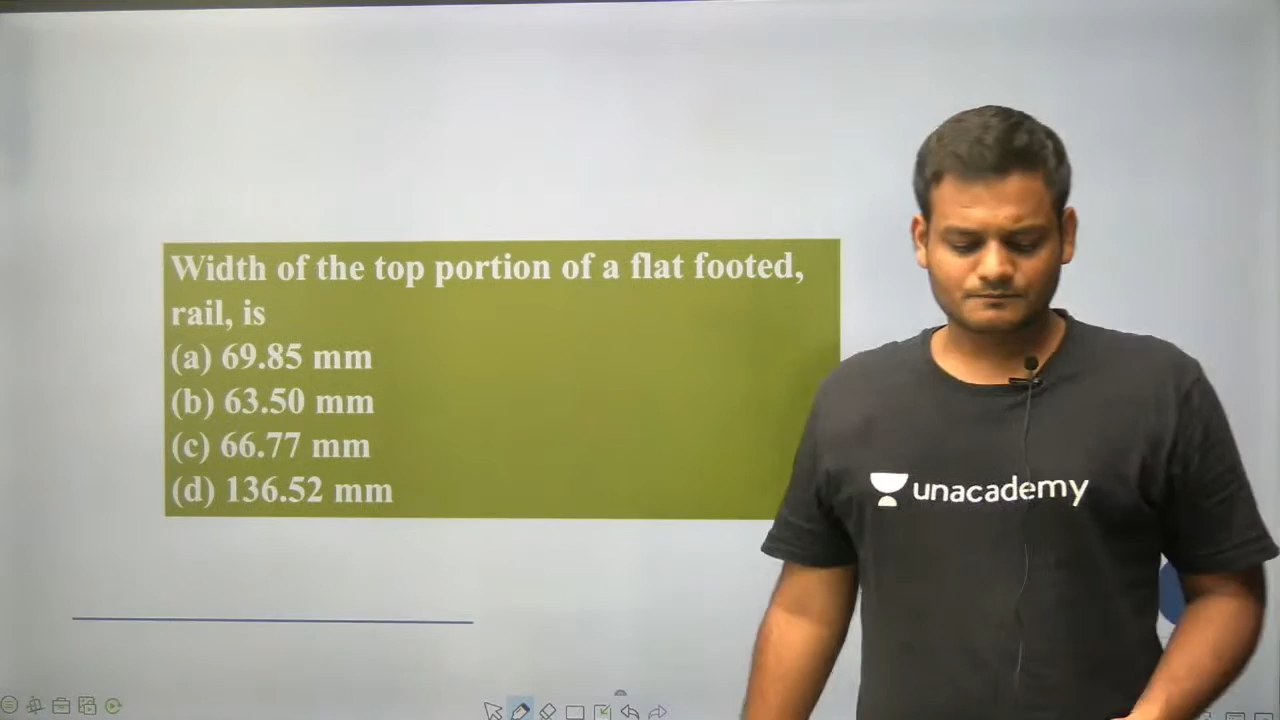 Width of the top portion of a flat footed,
rail, is
(a) 69.85 mm
(b) 63.50 mm
(c) 66.77 mm
(d) 136.52 mm
unacademy